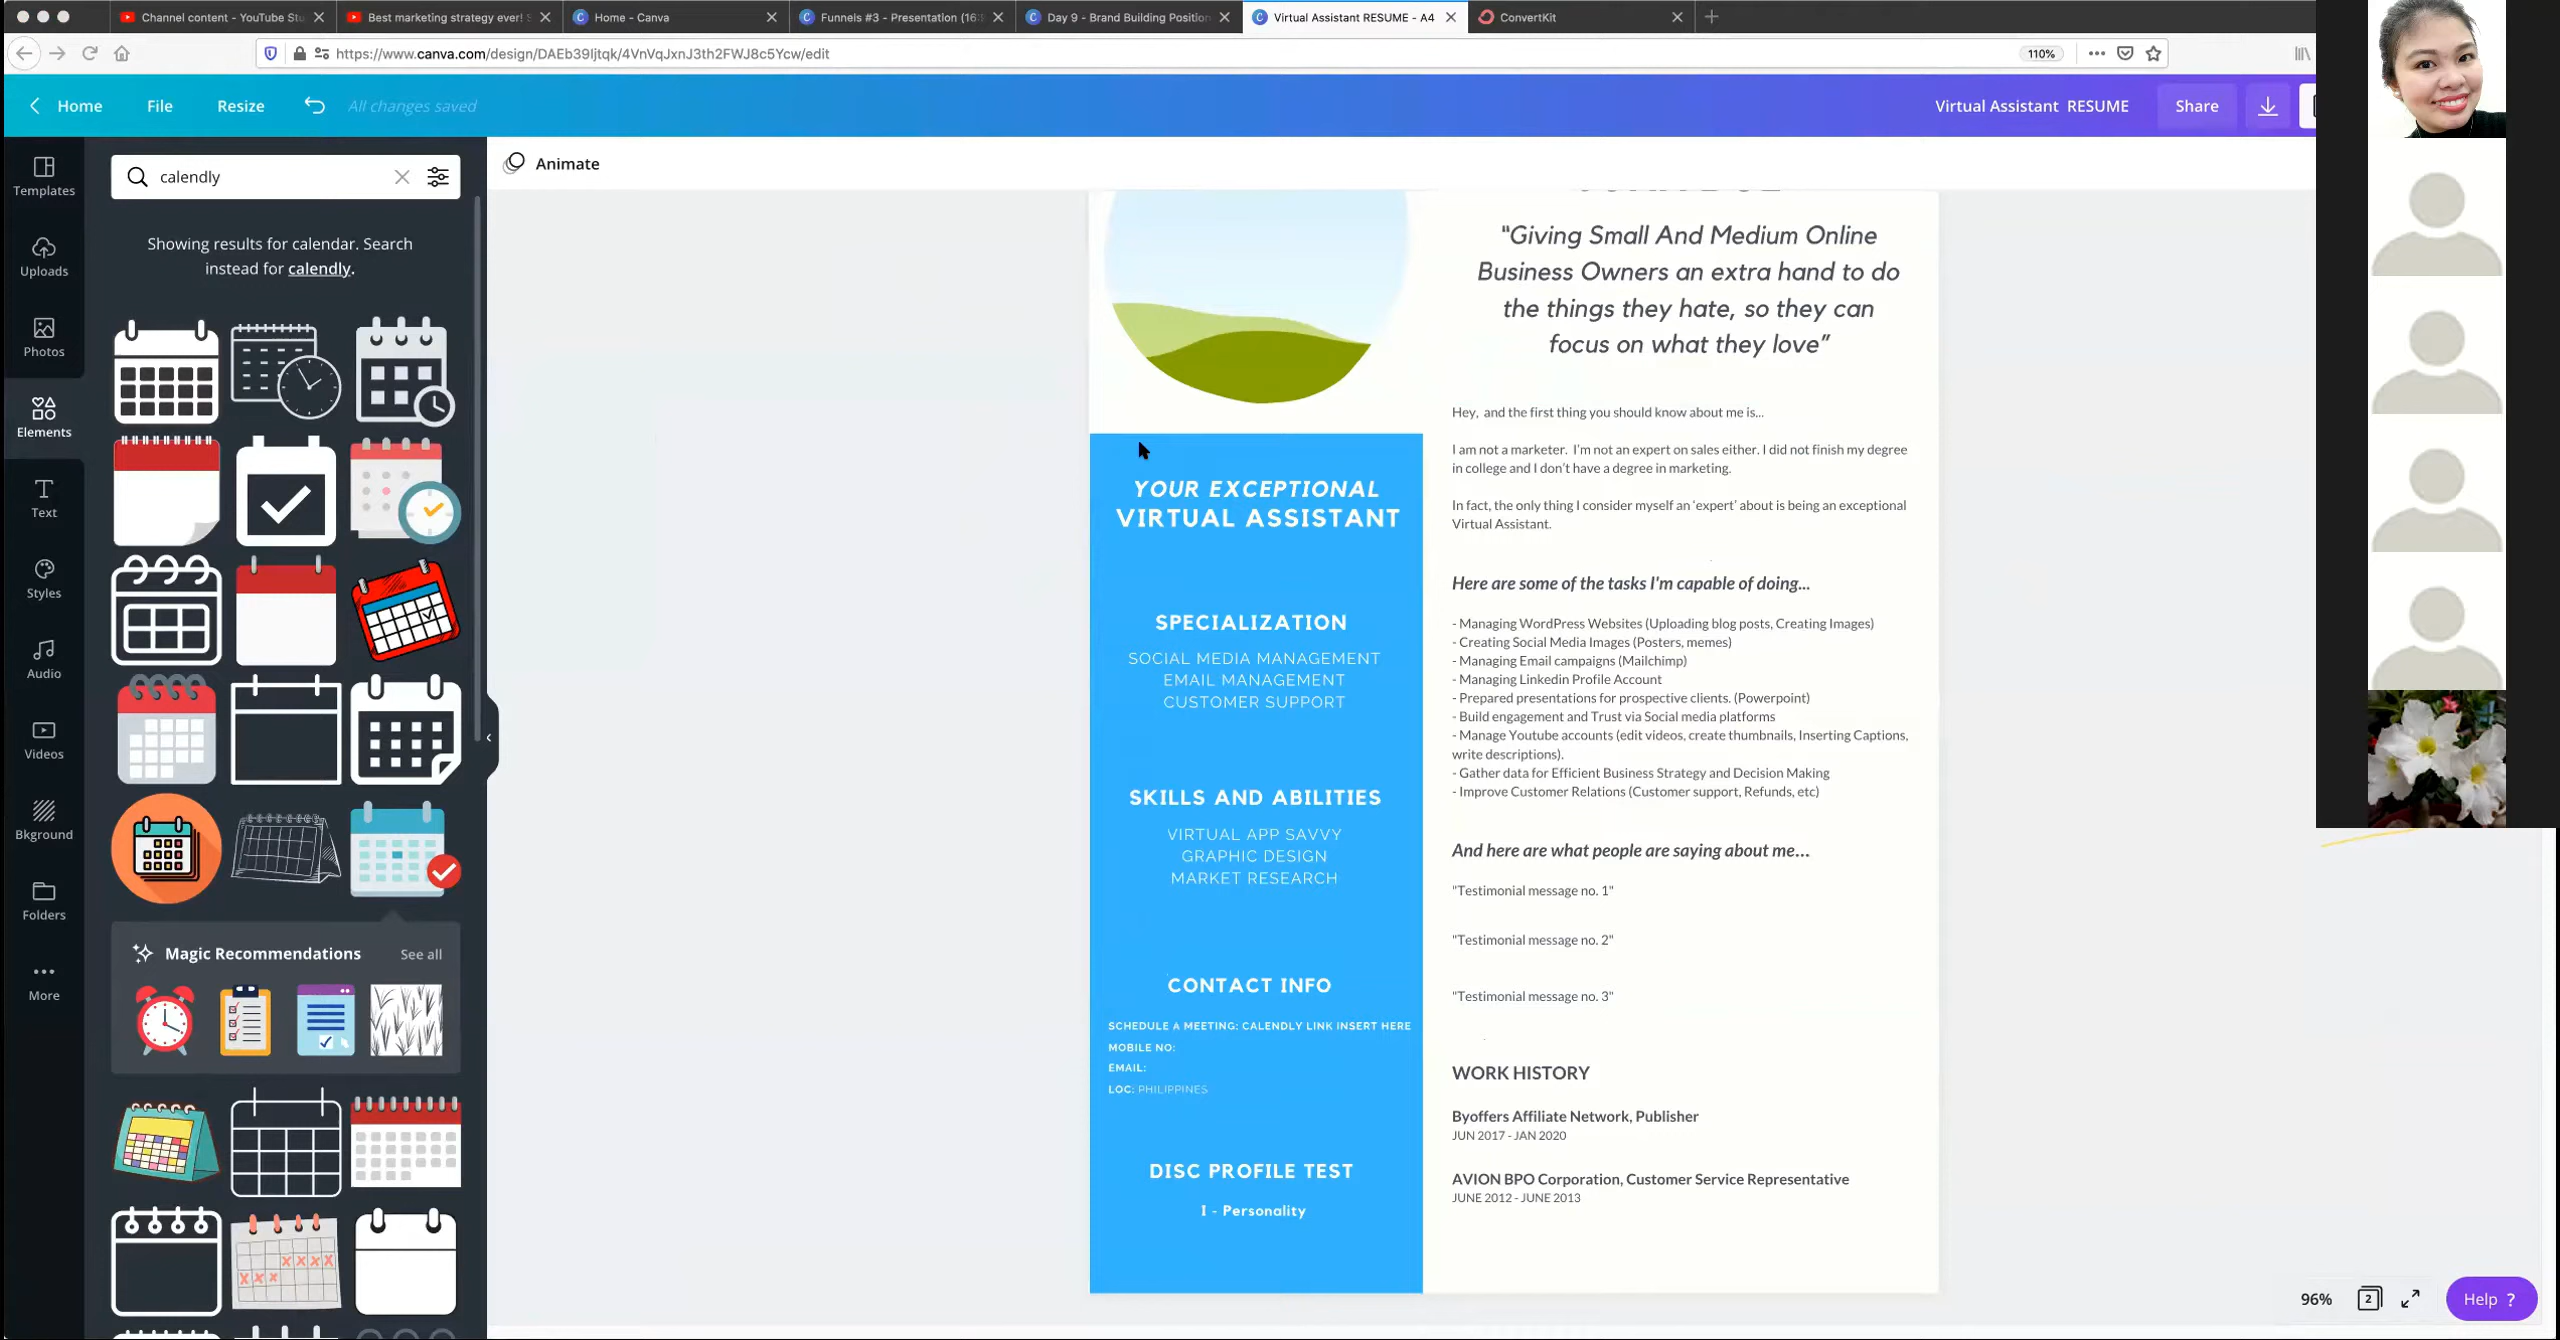 Channel content - YouTube Stu
Best marketing strategy ever! S
Home - Canva
Funnels #3 - Presentation (16:
Day 9 - Brand Building Position
Virtual Assistant RESUME - A4
ConvertKit
https://www.canva.com/design/DAEb39Ijtqk/4VnVqJxnJ3th2FWJ8c5Ycw/edit
110%
Home
File
Resize
All changes saved
Virtual Assistant RESUME
Share
Templates
Uploads
Photos
Elements
Text
Styles
Audio
Videos
Bkground
Folders
More
calendly
Showing results for calendar. Search
instead for calendly.
Magic Recommendations
See all
Animate
YOUR EXCEPTIONAL
VIRTUAL ASSISTANT
SPECIALIZATION
SOCIAL MEDIA MANAGEMENT
EMAIL MANAGEMENT
CUSTOMER SUPPORT
SKILLS AND ABILITIES
VIRTUAL APP SAVVY
GRAPHIC DESIGN
MARKET RESEARCH
CONTACT INFO
SCHEDULE A MEETING: CALENDLY LINK INSERT HERE
MOBILE NO:
EMAIL:
LOC: PHILIPPINES
DISC PROFILE TEST
I - Personality
"Giving Small And Medium Online
Business Owners an extra hand to do
the things they hate, so they can
focus on what they love"
Hey, and the first thing you should know about me is...
I am not a marketer. I'm not an expert on sales either. I did not finish my degree
in college and I don't have a degree in marketing.
In fact, the only thing I consider myself an 'expert' about is being an exceptional
Virtual Assistant.
Here are some of the tasks I'm capable of doing...
- Managing WordPress Websites (Uploading blog posts, Creating Images)
- Creating Social Media Images (Posters, memes)
- Managing Email campaigns (Mailchimp)
- Managing Linkedin Profile Account
- Prepared presentations for prospective clients. (Powerpoint)
- Build engagement and Trust via Social media platforms
- Manage Youtube accounts (edit videos, create thumbnails, Inserting Captions,
write descriptions).
- Gather data for Efficient Business Strategy and Decision Making
- Improve Customer Relations (Customer support, Refunds, etc)
And here are what people are saying about me...
"Testimonial message no. 1"
"Testimonial message no. 2"
"Testimonial message no. 3"
WORK HISTORY
Byoffers Affiliate Network, Publisher
JUN 2017 - JAN 2020
AVION BPO Corporation, Customer Service Representative
JUNE 2012 - JUNE 2013
96%
2
Help ?